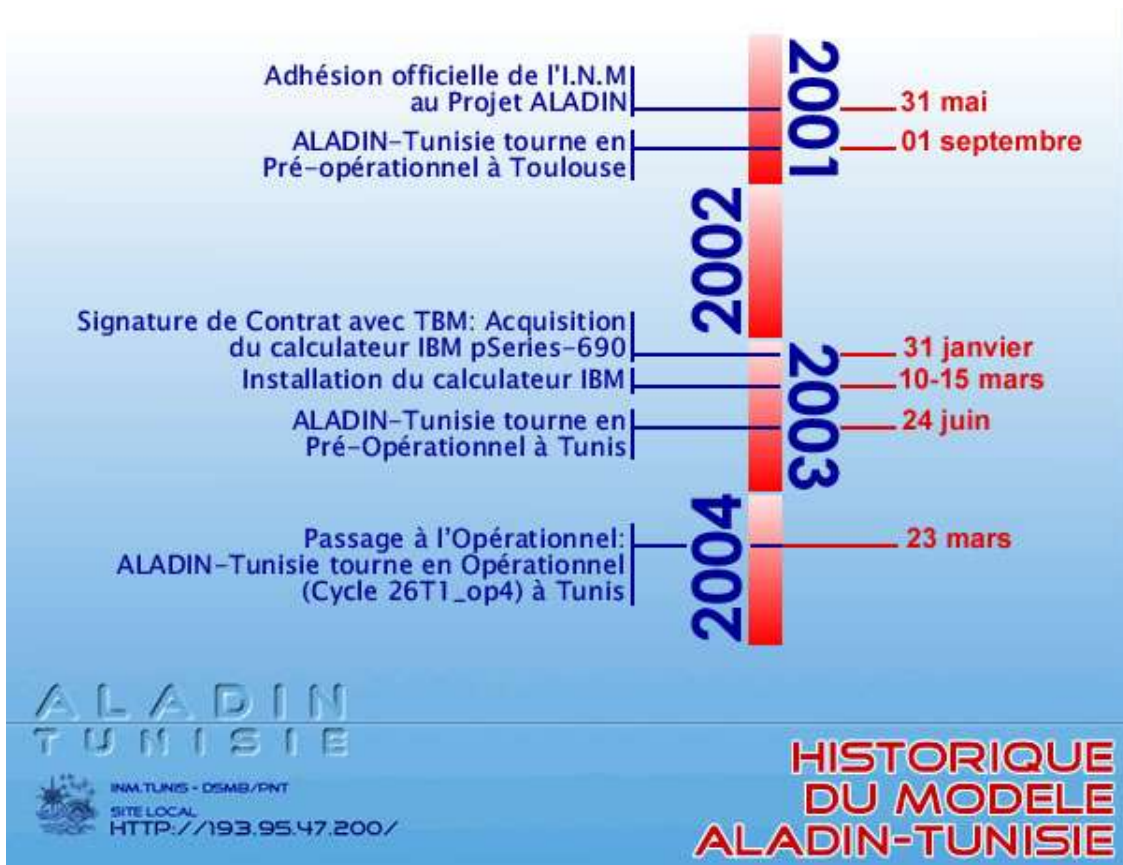 Adhésion officielle de l'I.N.M
au Projet ALADIN
31 mai
ALADIN-Tunisie tourne en
Pré-opérationnel à Toulouse
01 septembre
2001
2002
Signature de Contrat avec TBM: Acquisition
du calculateur IBM pSeries-690
31 janvier
Installation du calculateur IBM
10-15 mars
ALADIN-Tunisie tourne en
Pré-Opérationnel à Tunis
24 juin
2003
Passage à l'Opérationnel:
ALADIN-Tunisie tourne en Opérationnel
(Cycle 26T1_op4) à Tunis
23 mars
2004
ALADIN
TUNISIE
INM.TUNIS - DSMB/PNT
SITE LOCAL
HTTP://193.95.47.200/
HISTORIQUE
DU MODELE
ALADIN-TUNISIE